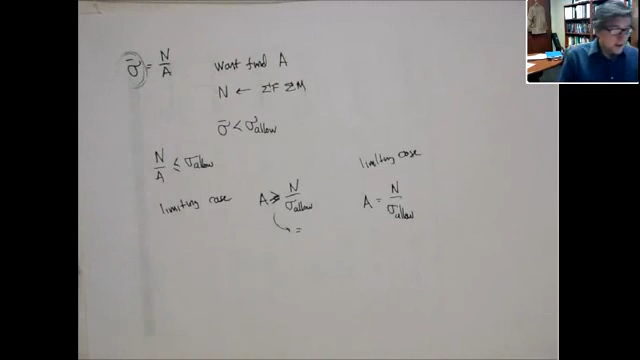 σ̄ = N/A want find A
N ← ΣF ΣM
σ̄ < σallow
N/A ≤ σallow
limiting case
limiting case A ≥ N/σallow A = N/σallow
=